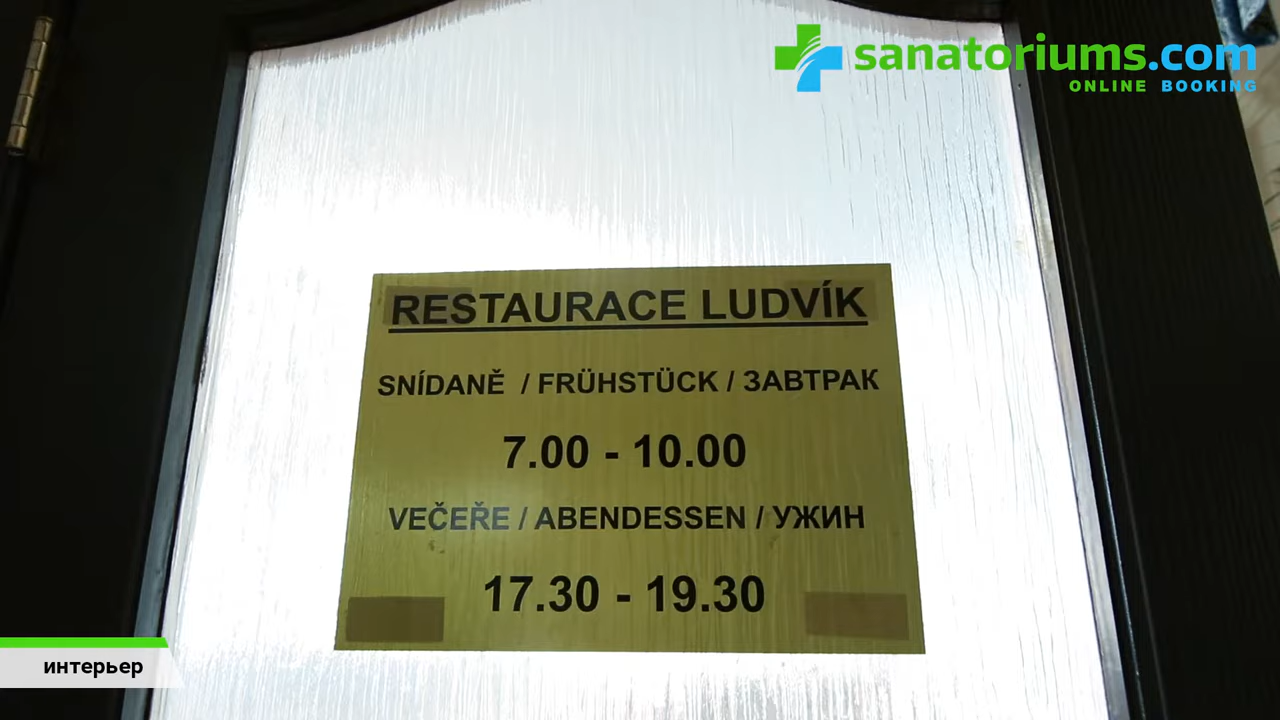 sanatoriums.com
ONLINE BOOKING
RESTAURACE LUDVÍK
SNÍDANĚ / FRÜHSTÜCK / ЗАВТРАК
7.00 - 10.00
VEČEŘE / ABENDESSEN / УЖИН
17.30 - 19.30
интерьер